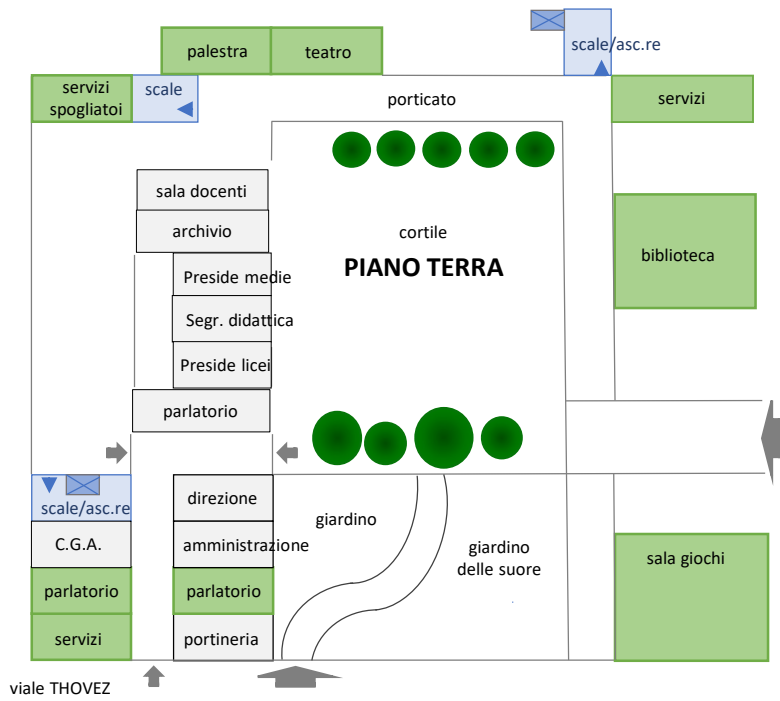 palestra
teatro
scale/asc.re
servizi
spogliatoi
scale
porticato
servizi
sala docenti
archivio
cortile
PIANO TERRA
biblioteca
Preside medie
Segr. didattica
Preside licei
parlatorio
scale/asc.re
direzione
giardino
C.G.A.
amministrazione
giardino
delle suore
sala giochi
parlatorio
parlatorio
servizi
portineria
viale THOVEZ